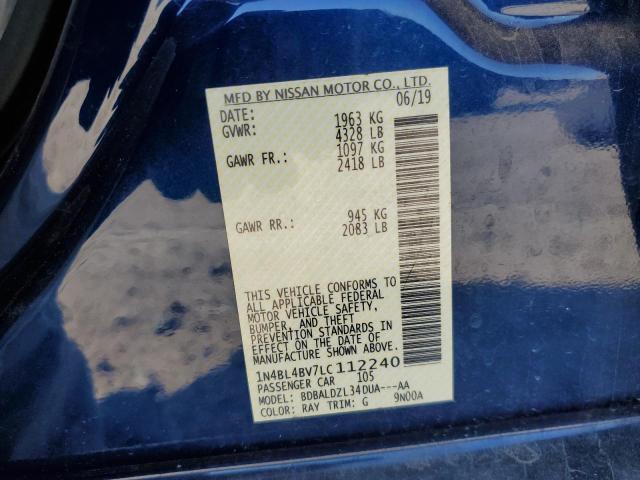 MFD BY NISSAN MOTOR CO., LTD.
DATE: 06/19
GVWR: 1963 KG
4328 LB
GAWR FR.: 1097 KG
2418 LB
GAWR RR.: 945 KG
2083 LB
THIS VEHICLE CONFORMS TO
ALL APPLICABLE FEDERAL
MOTOR VEHICLE SAFETY,
BUMPER, AND THEFT
PREVENTION STANDARDS IN
EFFECT ON THE DATE OF
MANUFACTURE SHOWN ABOVE.
1N4BL4BV7LC112240
PASSENGER CAR 105
MODEL: BDBALDZL34DUA---AA
COLOR: RAY TRIM: G 9N00A